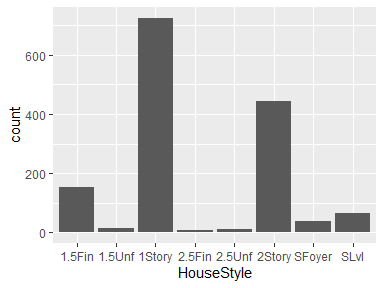 count
600
400
200
0
1.5Fin 1.5Unf 1Story 2.5Fin 2.5Unf 2Story SFoyer SLvl
HouseStyle